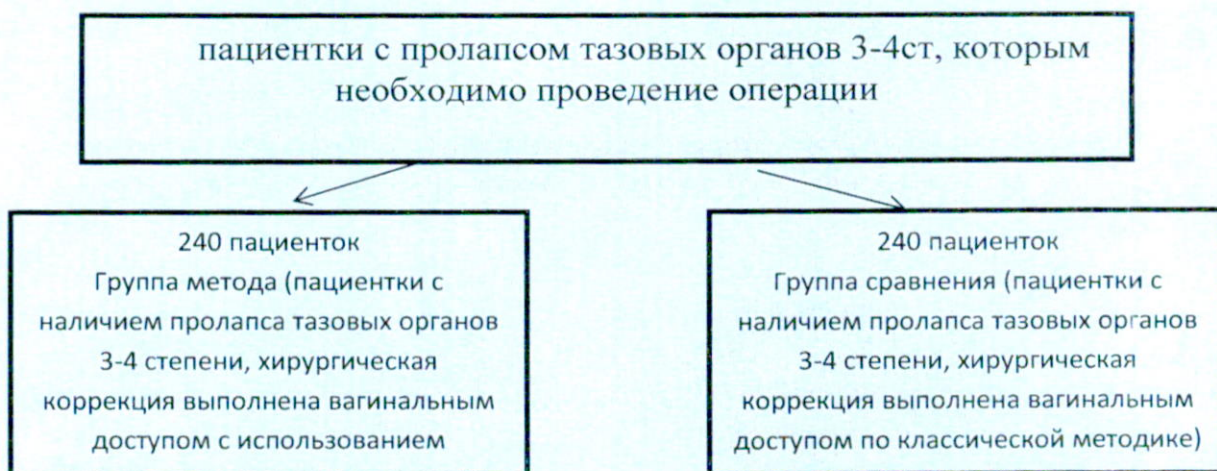 пациентки с пролапсом тазовых органов 3-4ст, которым
необходимо проведение операции
240 пациенток
Группа метода (пациентки с
наличием пролапса тазовых органов
3-4 степени, хирургическая
коррекция выполнена вагинальным
доступом с использованием
240 пациенток
Группа сравнения (пациентки с
наличием пролапса тазовых органов
3-4 степени, хирургическая
коррекция выполнена вагинальным
доступом по классической методике)